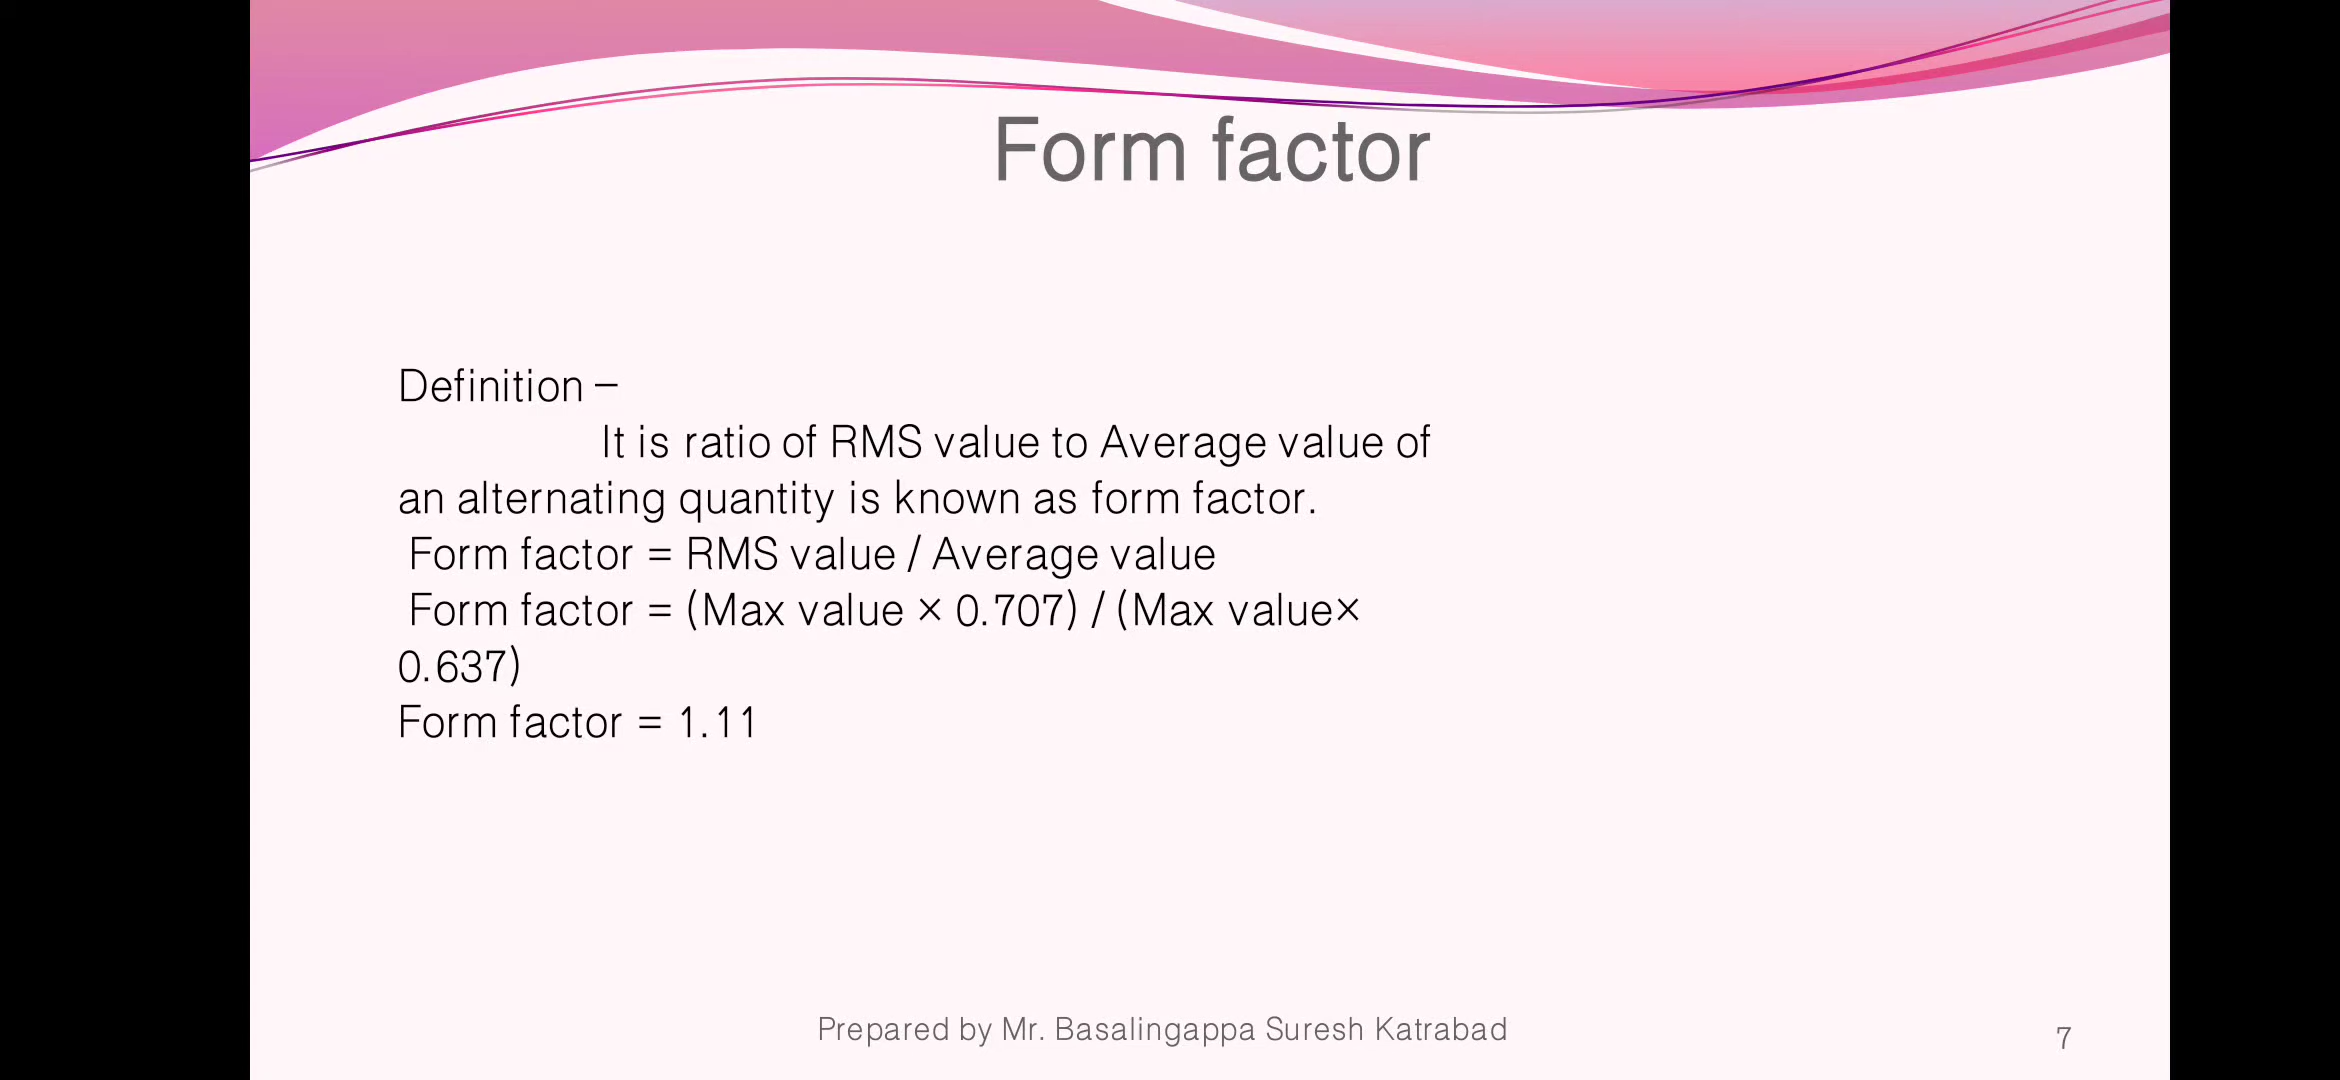 Form factor
Definition –
It is ratio of RMS value to Average value of
an alternating quantity is known as form factor.
Form factor = RMS value / Average value
Form factor = (Max value × 0.707) / (Max value×
0.637)
Form factor = 1.11
Prepared by Mr. Basalingappa Suresh Katrabad
7